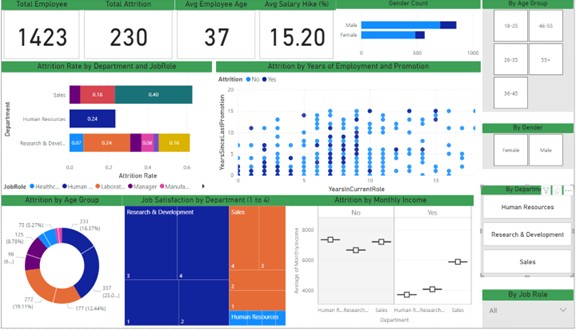 Total Employee
1423
Total Attrition
230
Avg Employee Age
37
Avg Salary Hike (%)
15.20
Gender Count
Male
Female
0
500
1000
By Age Group
18-25
46-55
26-35
55+
36-45
Attrition Rate by Department and JobRole
Department
Sales
Human Resources
Research & Devel...
0.16
0.40
0.24
0.07
0.24
0.06
0.16
0.0
0.2
0.4
0.6
Attrition Rate
JobRole
Healthc...
Human ...
Laborat...
Manager
Manufa...
Attrition by Years of Employment and Promotion
Attrition
No
Yes
YearsSinceLastPromotion
20
15
10
5
0
0
5
10
15
YearsInCurrentRole
By Gender
Female
Male
By Departm
Human Resources
Research & Development
Sales
Attrition by Age Group
73 (5.27%)
125
(8.78%)
98
272
(19.11%)
177 (12.44%)
337
(23.0...
233
(16.37%)
Job Satisfaction by Department (1 to 4)
Research & Development
3
4
1
2
Sales
4
3
2
1
Human Resources
Attrition by Monthly Income
No
Yes
Average of MonthlyIncome
8000
6000
4000
Human R...
Research...
Sales
Human R...
Research...
Sales
Department
By Job Role
All